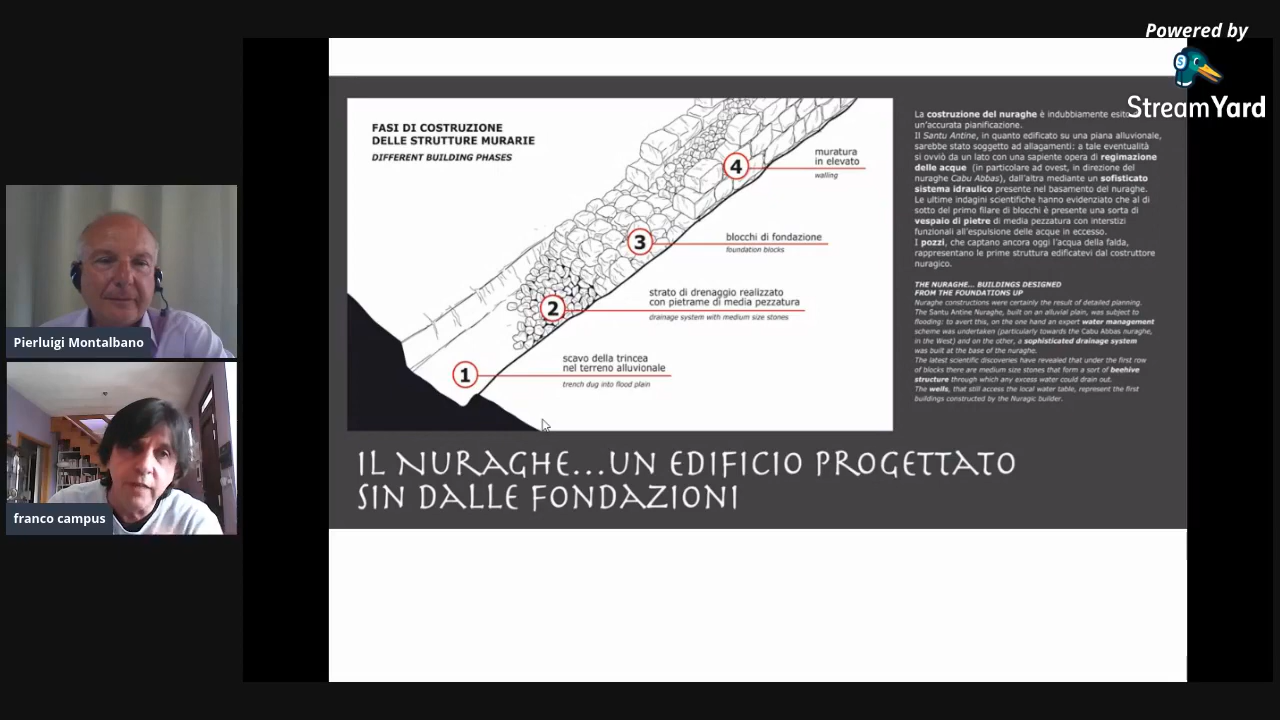 Powered by
StreamYard
FASI DI COSTRUZIONE
DELLE STRUTTURE MURARIE
DIFFERENT BUILDING PHASES
4
muratura
in elevato
walling
3
blocchi di fondazione
foundation blocks
2
strato di drenaggio realizzato
con pietrame di media pezzatura
drainage system with medium size stones
1
scavo della trincea
nel terreno alluvionale
trench dug into flood plain
La costruzione del nuraghe è indubbiamente
un'accurata pianificazione.
Il Santu Antine, in quanto edificato su una piana alluvionale,
sarebbe stato soggetto ad allagamenti: a tale eventualità
si ovviò da un lato con una sapiente opera di regimazione
delle acque (in particolare ad ovest, in direzione del
nuraghe Cabu Abbas), dall'altra mediante un sofisticato
sistema idraulico presente nel basamento del nuraghe.
Le ultime indagini scientifiche hanno evidenziato che al di
sotto del primo filare di blocchi è presente una sorta di
vespaio di pietre di media pezzatura con interstizi
funzionali all'espulsione delle acque in eccesso.
I pozzi, che captano ancora oggi l'acqua della falda,
rappresentano le prime struttura edificatevi dal costruttore
nuragico.
THE NURAGHE... BUILDINGS DESIGNED
FROM THE FOUNDATIONS UP
Nuraghe constructions were certainly the result of detailed planning.
The Santu Antine Nuraghe, built on an alluvial plain, was subject to
flooding: to avert this, on the one hand an expert water management
scheme was undertaken (particularly towards the Cabu Abbas nuraghe,
in the West) and on the other, a sophisticated drainage system
was built at the base of the nuraghe.
The latest scientific discoveries have revealed that under the first row
of blocks there are medium size stones that form a sort of beehive
structure through which any excess water could drain out.
The wells, that still access the local water table, represent the first
buildings constructed by the Nuragic builder.
IL NURAGHE...UN EDIFICIO PROGETTATO
SIN DALLE FONDAZIONI
Pierluigi Montalbano
franco campus